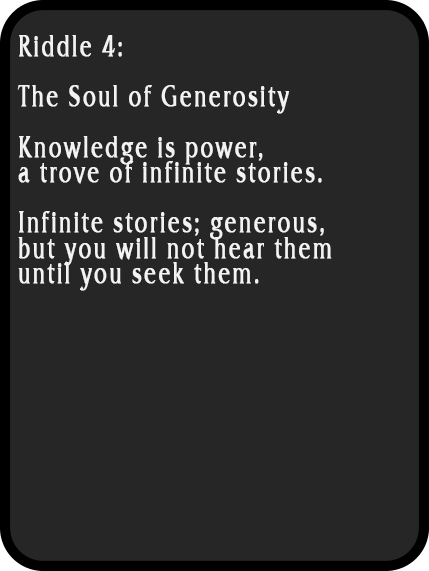 Riddle 4:
The Soul of Generosity
Knowledge is power,
a trove of infinite stories.
Infinite stories; generous,
but you will not hear them
until you seek them.